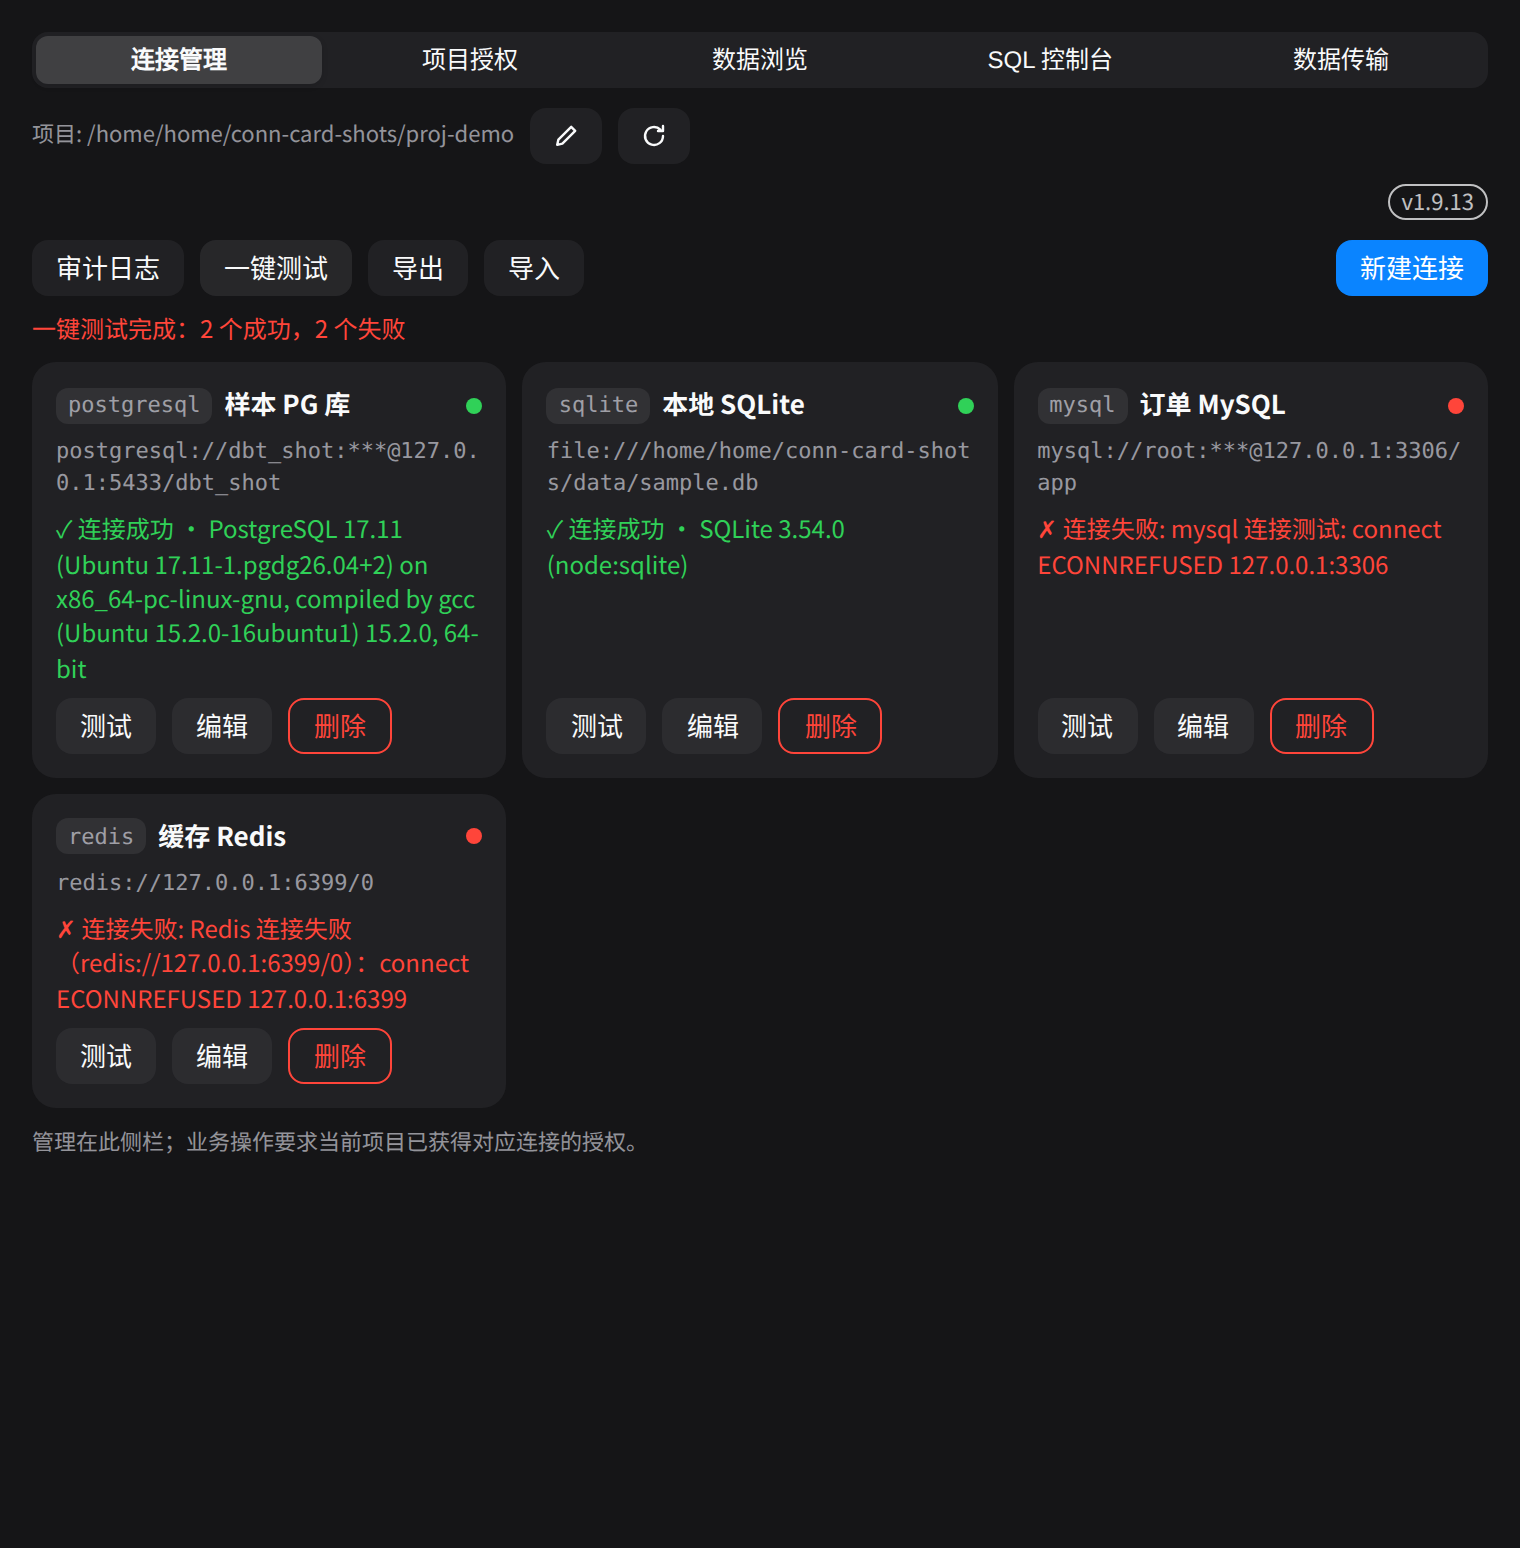 连接管理 项目授权 数据浏览 SQL 控制台 数据传输
项目: /home/home/conn-card-shots/proj-demo
v1.9.13
审计日志 一键测试 导出 导入 新建连接
一键测试完成：2 个成功，2 个失败
postgresql 样本 PG 库
postgresql://dbt_shot:***@127.0.
0.1:5433/dbt_shot
✓ 连接成功 · PostgreSQL 17.11
(Ubuntu 17.11-1.pgdg26.04+2) on
x86_64-pc-linux-gnu, compiled by gcc
(Ubuntu 15.2.0-16ubuntu1) 15.2.0, 64-
bit
测试 编辑 删除
sqlite 本地 SQLite
file:///home/home/conn-card-shot
s/data/sample.db
✓ 连接成功 · SQLite 3.54.0
(node:sqlite)
测试 编辑 删除
mysql 订单 MySQL
mysql://root:***@127.0.0.1:3306/
app
✗ 连接失败: mysql 连接测试: connect
ECONNREFUSED 127.0.0.1:3306
测试 编辑 删除
redis 缓存 Redis
redis://127.0.0.1:6399/0
✗ 连接失败: Redis 连接失败
（redis://127.0.0.1:6399/0）：connect
ECONNREFUSED 127.0.0.1:6399
测试 编辑 删除
管理在此侧栏；业务操作要求当前项目已获得对应连接的授权。